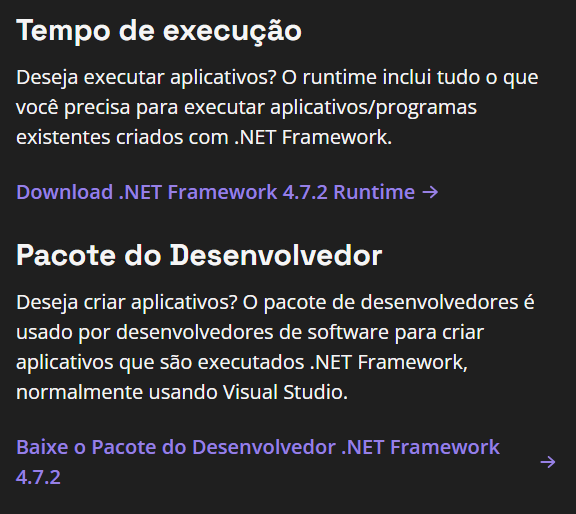 Tempo de execução
Deseja executar aplicativos? O runtime inclui tudo o que
você precisa para executar aplicativos/programas
existentes criados com .NET Framework.
Download .NET Framework 4.7.2 Runtime →
Pacote do Desenvolvedor
Deseja criar aplicativos? O pacote de desenvolvedores é
usado por desenvolvedores de software para criar
aplicativos que são executados .NET Framework,
normalmente usando Visual Studio.
Baixe o Pacote do Desenvolvedor .NET Framework
4.7.2 →